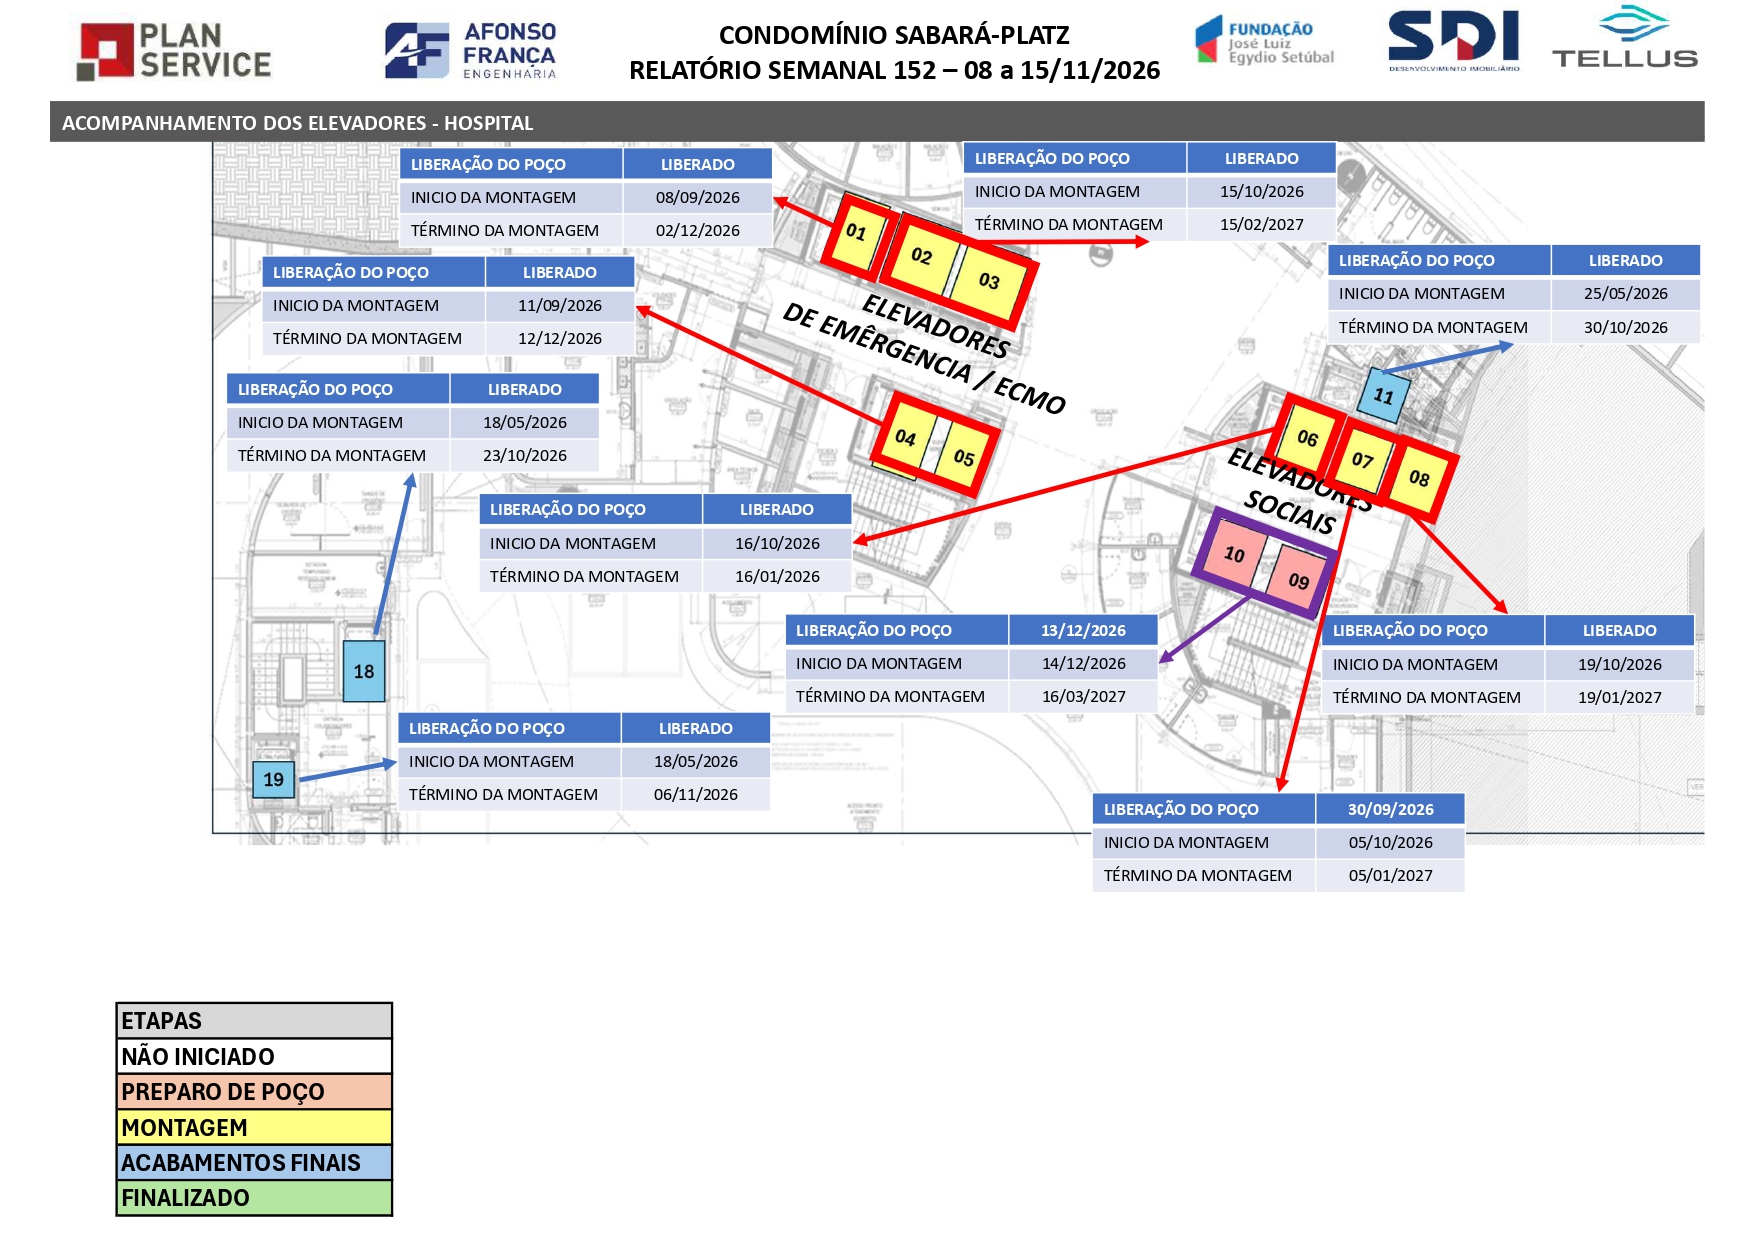 PLAN
SERVICE
AFONSO
FRANÇA
ENGENHARIA
CONDOMÍNIO SABARÁ-PLATZ
RELATÓRIO SEMANAL 152 – 08 a 15/11/2026
FUNDAÇÃO
José Luiz
Egydio Setúbal
SDI
DESENVOLVIMENTO IMOBILIÁRIO
TELLUS
ACOMPANHAMENTO DOS ELEVADORES - HOSPITAL
LIBERAÇÃO DO POÇO LIBERADO
INICIO DA MONTAGEM 08/09/2026
TÉRMINO DA MONTAGEM 02/12/2026
LIBERAÇÃO DO POÇO LIBERADO
INICIO DA MONTAGEM 15/10/2026
TÉRMINO DA MONTAGEM 15/02/2027
01
02
03
LIBERAÇÃO DO POÇO LIBERADO
INICIO DA MONTAGEM 11/09/2026
TÉRMINO DA MONTAGEM 12/12/2026
LIBERAÇÃO DO POÇO LIBERADO
INICIO DA MONTAGEM 25/05/2026
TÉRMINO DA MONTAGEM 30/10/2026
ELEVADORES
DE EMÊRGENCIA / ECMO
LIBERAÇÃO DO POÇO LIBERADO
INICIO DA MONTAGEM 18/05/2026
TÉRMINO DA MONTAGEM 23/10/2026
04
05
11
06
07
08
ELEVADORES
SOCIAIS
10
09
LIBERAÇÃO DO POÇO LIBERADO
INICIO DA MONTAGEM 16/10/2026
TÉRMINO DA MONTAGEM 16/01/2026
LIBERAÇÃO DO POÇO 13/12/2026
INICIO DA MONTAGEM 14/12/2026
TÉRMINO DA MONTAGEM 16/03/2027
LIBERAÇÃO DO POÇO LIBERADO
INICIO DA MONTAGEM 19/10/2026
TÉRMINO DA MONTAGEM 19/01/2027
18
19
LIBERAÇÃO DO POÇO LIBERADO
INICIO DA MONTAGEM 18/05/2026
TÉRMINO DA MONTAGEM 06/11/2026
LIBERAÇÃO DO POÇO 30/09/2026
INICIO DA MONTAGEM 05/10/2026
TÉRMINO DA MONTAGEM 05/01/2027
ETAPAS
NÃO INICIADO
PREPARO DE POÇO
MONTAGEM
ACABAMENTOS FINAIS
FINALIZADO